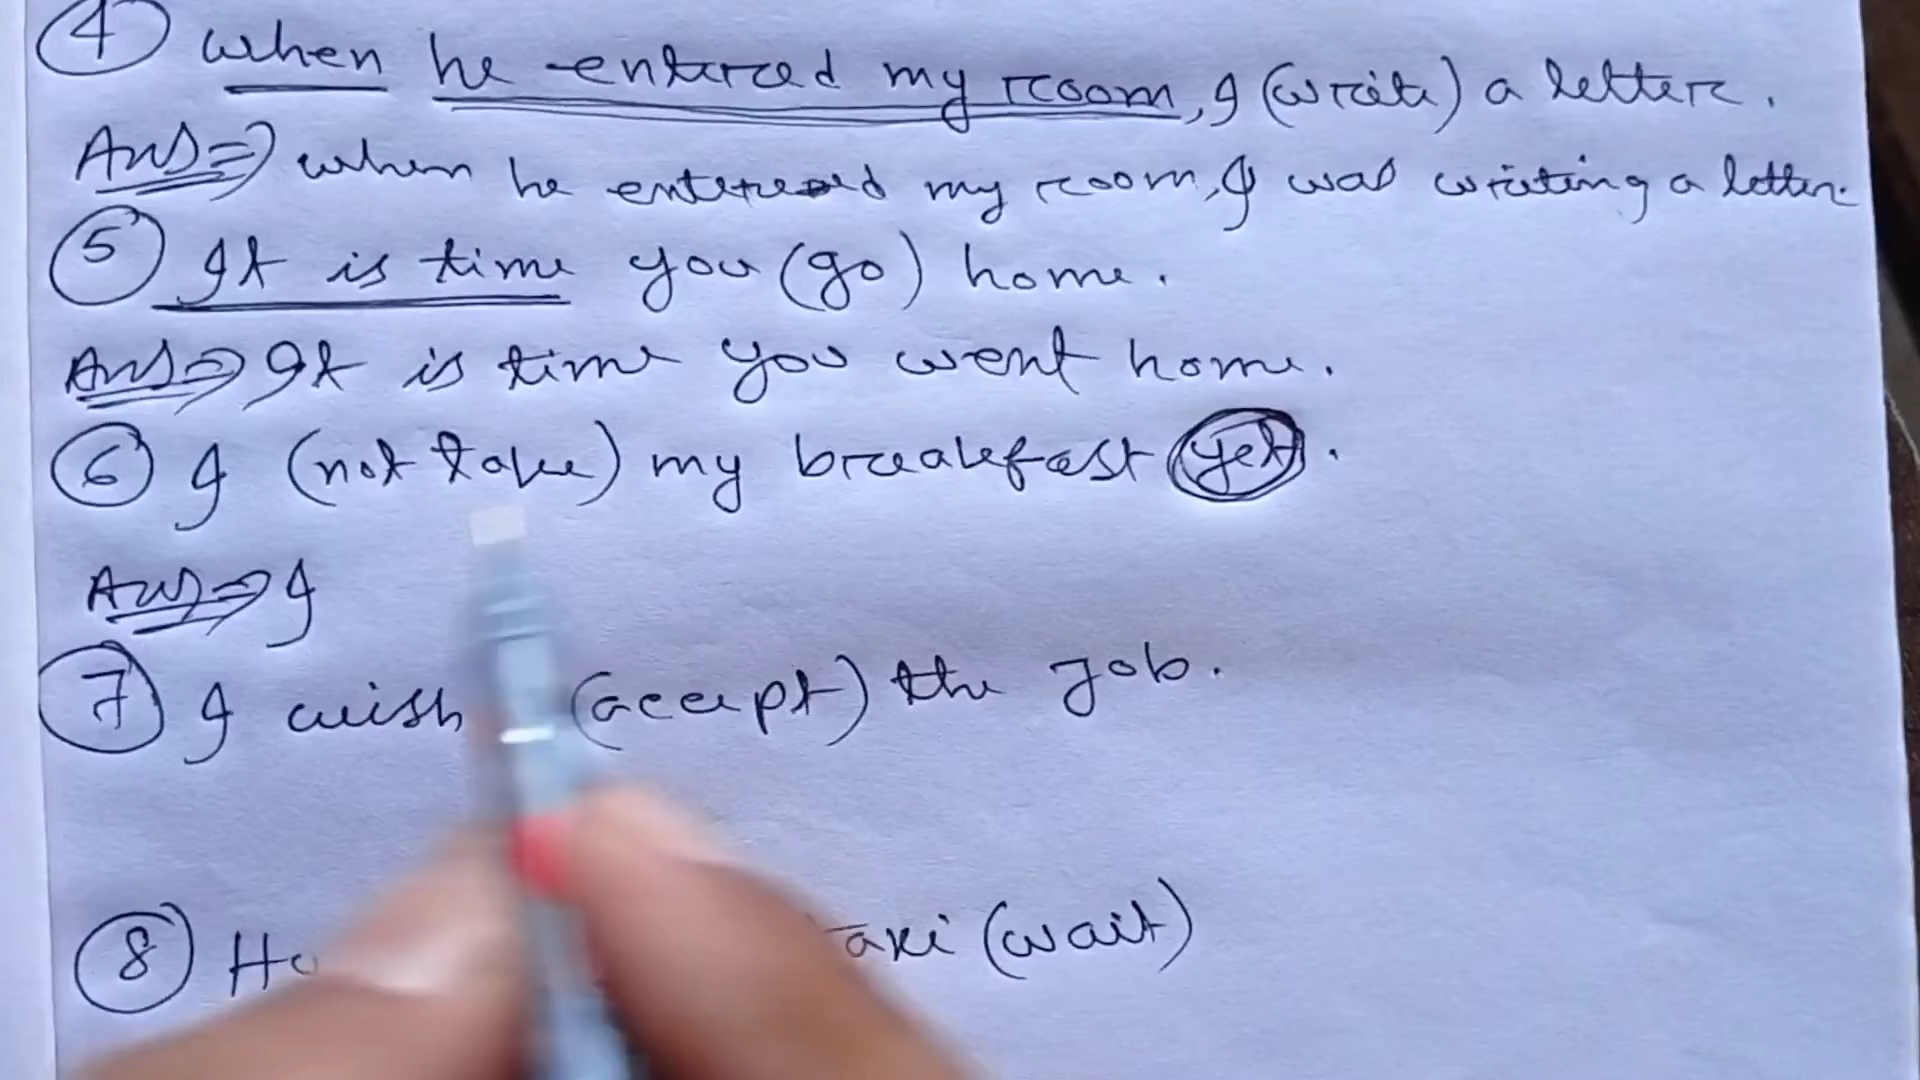 4 When he entered my room, I (write) a letter.
Ans => When he entered my room, I was writing a letter.
5 It is time you (go) home.
Ans => It is time you went home.
6 I (not take) my breakfast yet.
Ans => I
7 I wish (accept) the job.
8 (wait)